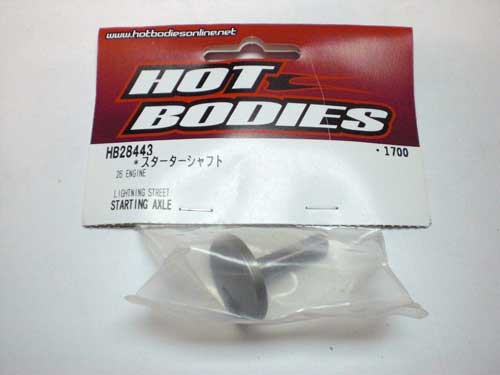 www.hotbodiesonline.net
HOT
BODIES
HB28443
*スターターシャフト
・1700
26 ENGINE
LIGHTNING STREET
STARTING AXLE